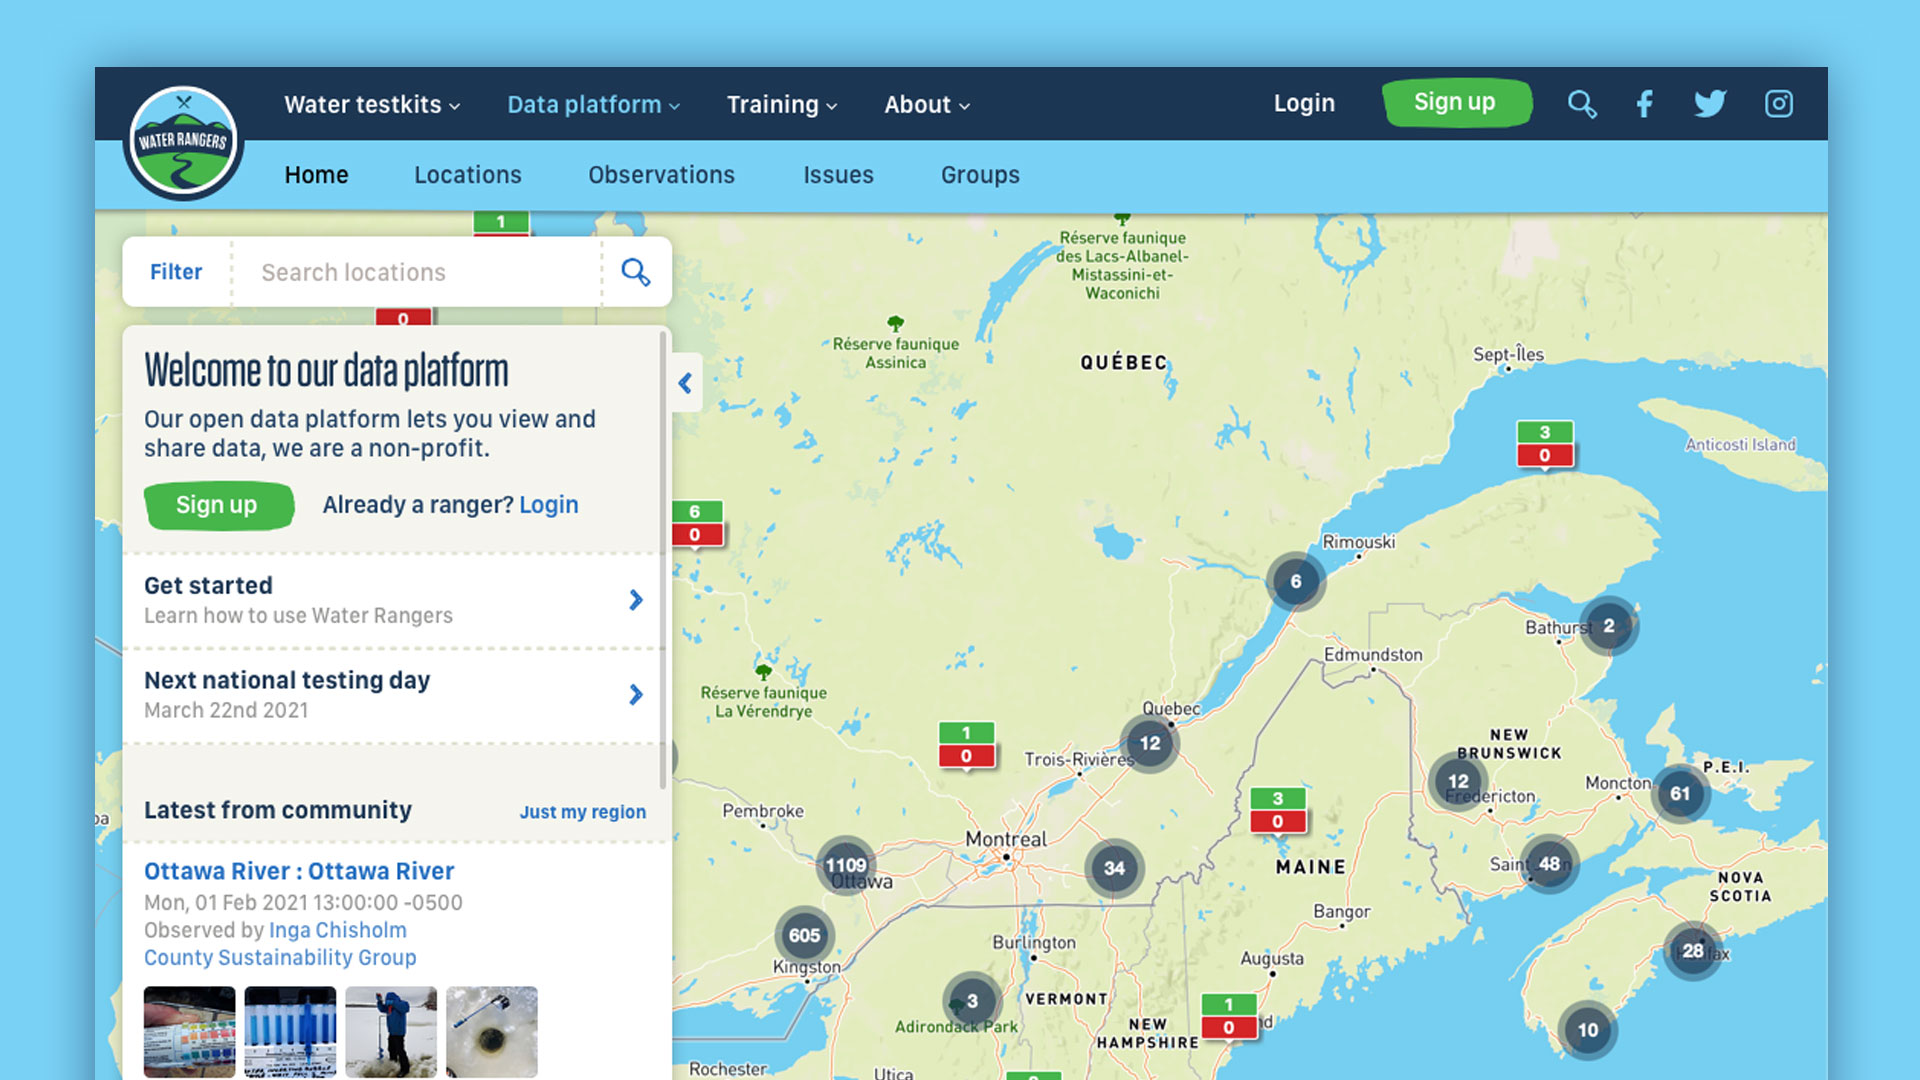 WATER RANGERS
Water testkits
Data platform
Training
About
Login
Sign up
Home
Locations
Observations
Issues
Groups
Filter
Search locations
Welcome to our data platform
Our open data platform lets you view and
share data, we are a non-profit.
Sign up
Already a ranger? Login
Get started
Learn how to use Water Rangers
Next national testing day
March 22nd 2021
Latest from community
Just my region
Ottawa River : Ottawa River
Mon, 01 Feb 2021 13:00:00 -0500
Observed by Inga Chisholm
County Sustainability Group
1
0
Réserve faunique
des Lacs-Albanel-
Mistassini-et-
Waconichi
Réserve faunique
Assinica
QUÉBEC
Sept-Îles
3
0
Anticosti Island
6
0
Rimouski
6
Bathurst
2
Edmundston
Réserve faunique
La Vérendrye
Quebec
12
1
0
Trois-Rivières
NEW
BRUNSWICK
12
Fredericton
Moncton
P.E.I.
61
3
0
Pembroke
Montreal
1109
Ottawa
34
MAINE
Saint
48
NOVA
SCOTIA
Bangor
605
Kingston
Burlington
Augusta
28
3
Adirondack Park
VERMONT
NEW
HAMPSHIRE
1
0
10
Rochester
Utica